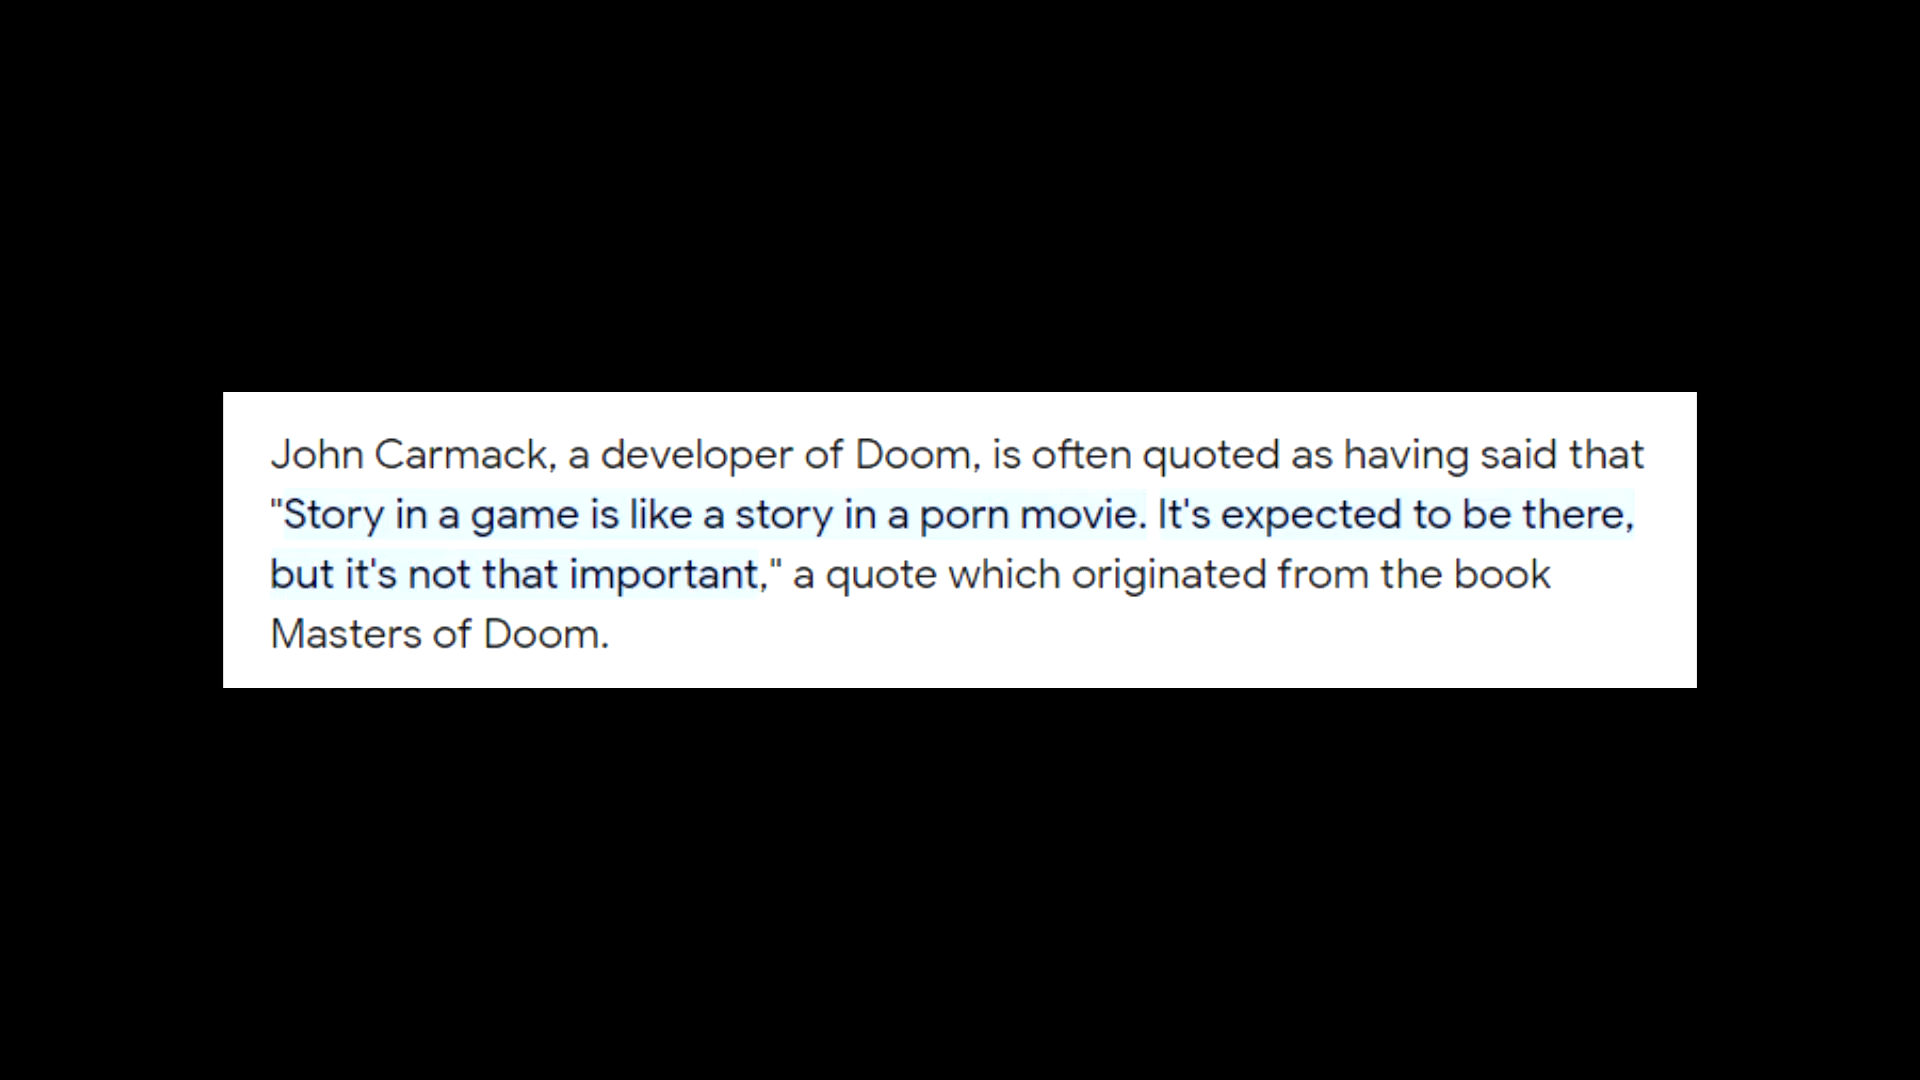 John Carmack, a developer of Doom, is often quoted as having said that
"Story in a game is like a story in a porn movie. It's expected to be there,
but it's not that important," a quote which originated from the book
Masters of Doom.